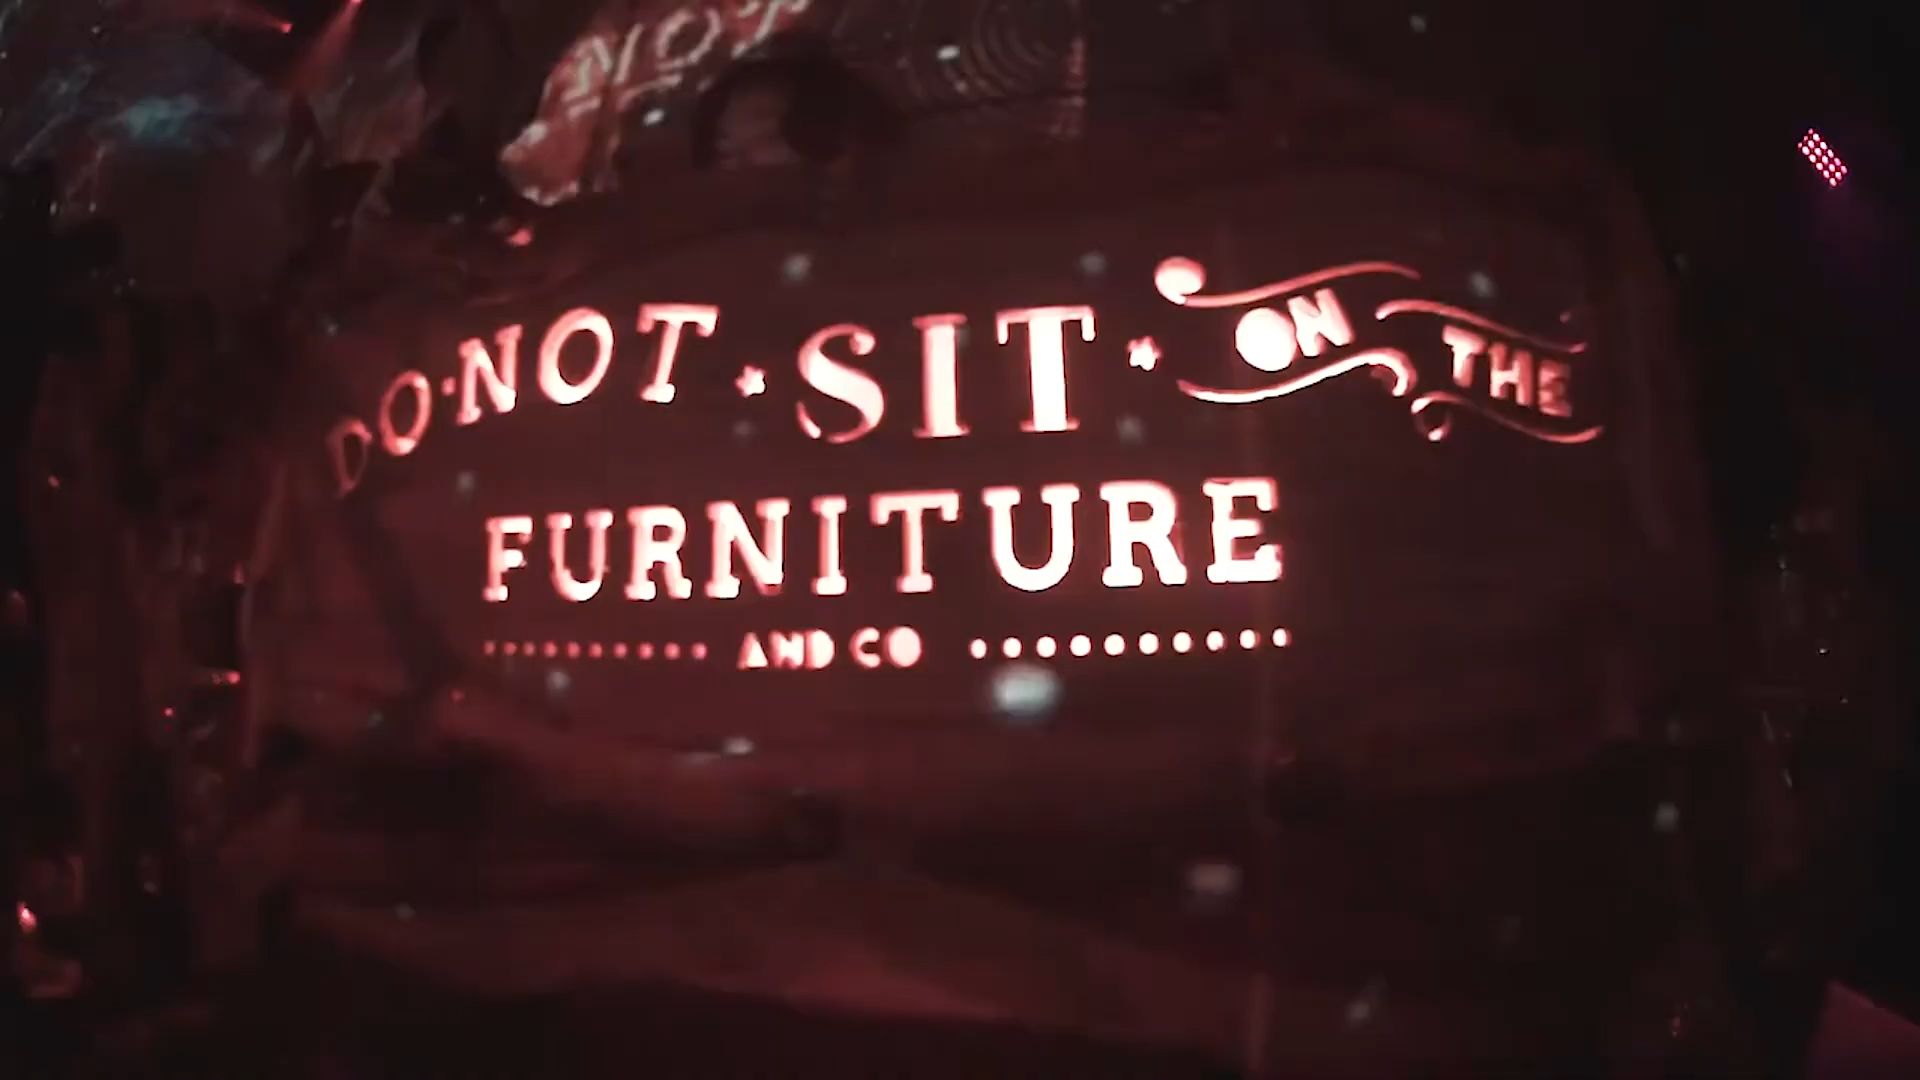 DO·NOT ⋆ SIT ⋆ ON THE
FURNITURE
AND CO